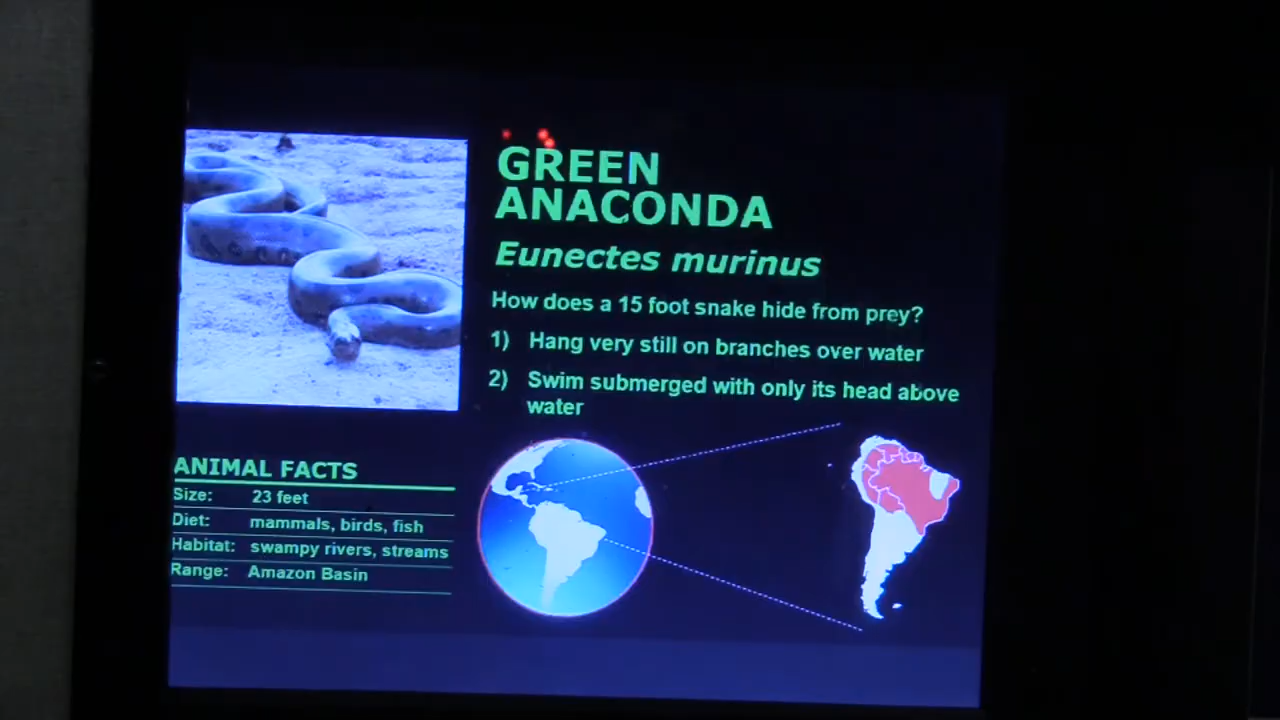 GREEN
ANACONDA
Eunectes murinus
How does a 15 foot snake hide from prey?
1) Hang very still on branches over water
2) Swim submerged with only its head above
water
ANIMAL FACTS
Size: 23 feet
Diet: mammals, birds, fish
Habitat: swampy rivers, streams
Range: Amazon Basin